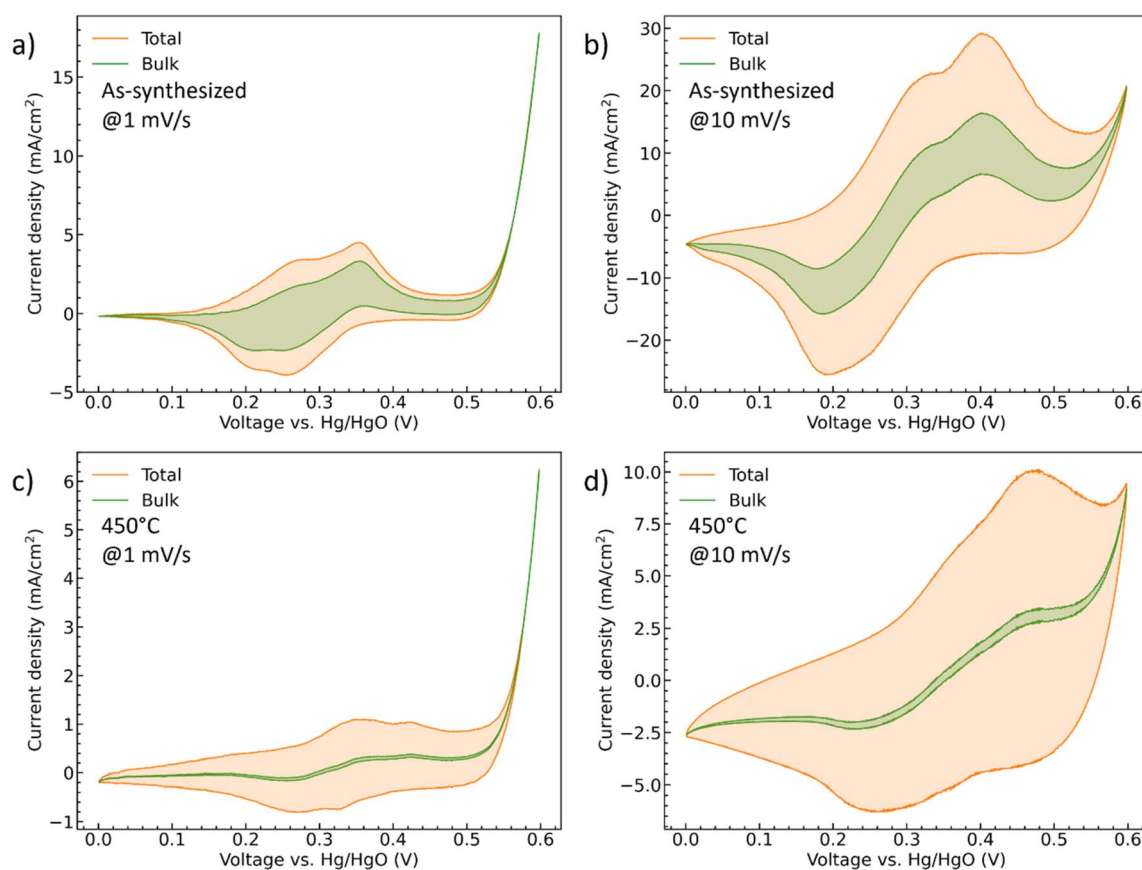 a)
Total
Bulk
As-synthesized
@1 mV/s
Current density (mA/cm²)
15
10
5
0
−5
0.0 0.1 0.2 0.3 0.4 0.5 0.6
Voltage vs. Hg/HgO (V)
b)
Total
Bulk
As-synthesized
@10 mV/s
Current density (mA/cm²)
30
20
10
0
−10
−20
0.0 0.1 0.2 0.3 0.4 0.5 0.6
Voltage vs. Hg/HgO (V)
c)
Total
Bulk
450°C
@1 mV/s
Current density (mA/cm²)
6
5
4
3
2
1
0
−1
0.0 0.1 0.2 0.3 0.4 0.5 0.6
Voltage vs. Hg/HgO (V)
d)
Total
Bulk
450°C
@10 mV/s
Current density (mA/cm²)
10.0
7.5
5.0
2.5
0.0
−2.5
−5.0
0.0 0.1 0.2 0.3 0.4 0.5 0.6
Voltage vs. Hg/HgO (V)